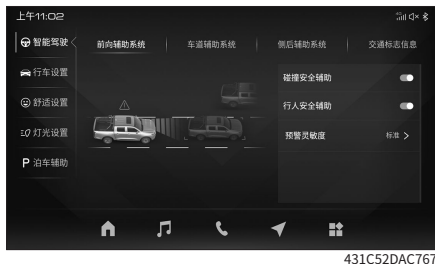 上午11:02
智能驾驶
前向辅助系统
车道辅助系统
侧后辅助系统
交通标志信息
行车设置
舒适设置
灯光设置
P 泊车辅助
碰撞安全辅助
行人安全辅助
预警灵敏度
标准
431C52DAC767